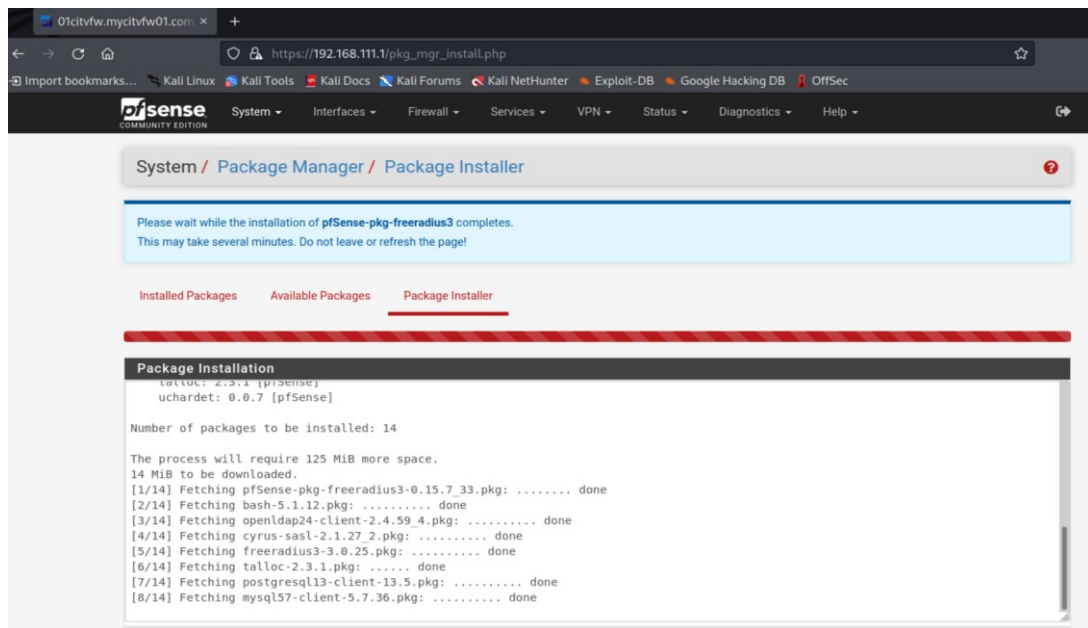 01citvfw.mycitvfw01.com × +
https://192.168.111.1/pkg_mgr_install.php
Import bookmarks... Kali Linux Kali Tools Kali Docs Kali Forums Kali NetHunter Exploit-DB Google Hacking DB OffSec
pfsense COMMUNITY EDITION System Interfaces Firewall Services VPN Status Diagnostics Help
System / Package Manager / Package Installer
Please wait while the installation of pfSense-pkg-freeradius3 completes.
This may take several minutes. Do not leave or refresh the page!
Installed Packages Available Packages Package Installer
Package Installation
talloc: 2.3.1 [pfSense]
uchardet: 0.0.7 [pfSense]
Number of packages to be installed: 14
The process will require 125 MiB more space.
14 MiB to be downloaded.
[1/14] Fetching pfSense-pkg-freeradius3-0.15.7_33.pkg: ........ done
[2/14] Fetching bash-5.1.12.pkg: .......... done
[3/14] Fetching openldap24-client-2.4.59_4.pkg: .......... done
[4/14] Fetching cyrus-sasl-2.1.27_2.pkg: .......... done
[5/14] Fetching freeradius3-3.0.25.pkg: .......... done
[6/14] Fetching talloc-2.3.1.pkg: ...... done
[7/14] Fetching postgresql13-client-13.5.pkg: .......... done
[8/14] Fetching mysql57-client-5.7.36.pkg: .......... done